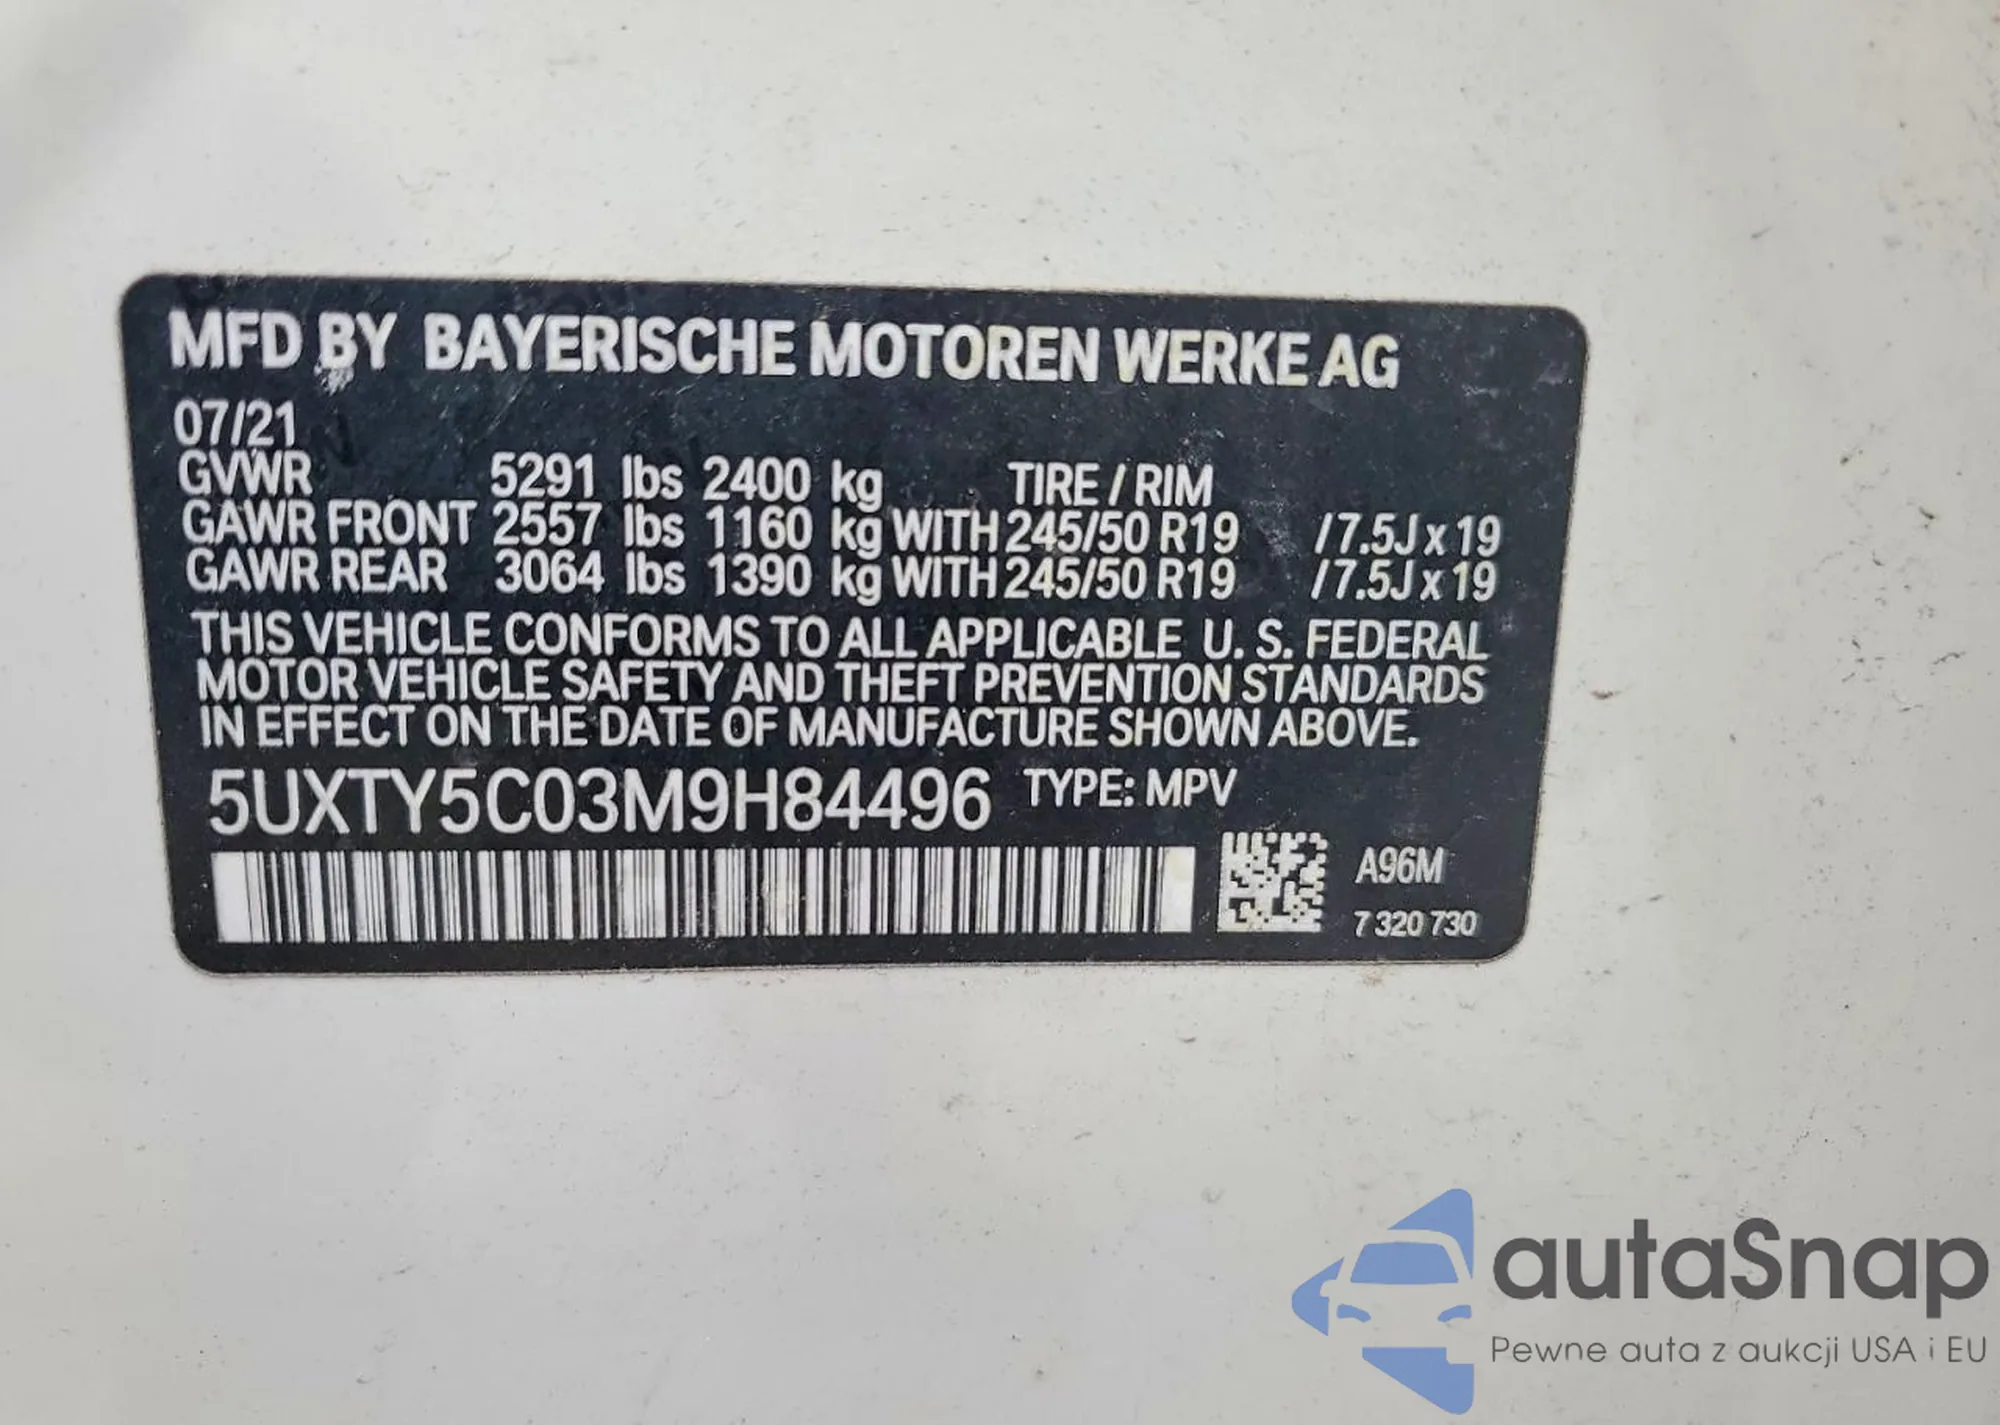 MFD BY BAYERISCHE MOTOREN WERKE AG
07/21
GVWR 5291 lbs 2400 kg TIRE / RIM
GAWR FRONT 2557 lbs 1160 kg WITH 245/50 R19 /7.5J x 19
GAWR REAR 3064 lbs 1390 kg WITH 245/50 R19 /7.5J x 19
THIS VEHICLE CONFORMS TO ALL APPLICABLE U. S. FEDERAL
MOTOR VEHICLE SAFETY AND THEFT PREVENTION STANDARDS
IN EFFECT ON THE DATE OF MANUFACTURE SHOWN ABOVE.
5UXTY5C03M9H84496 TYPE: MPV
A96M
7 320 730
autaSnap
Pewne auta z aukcji USA i EU